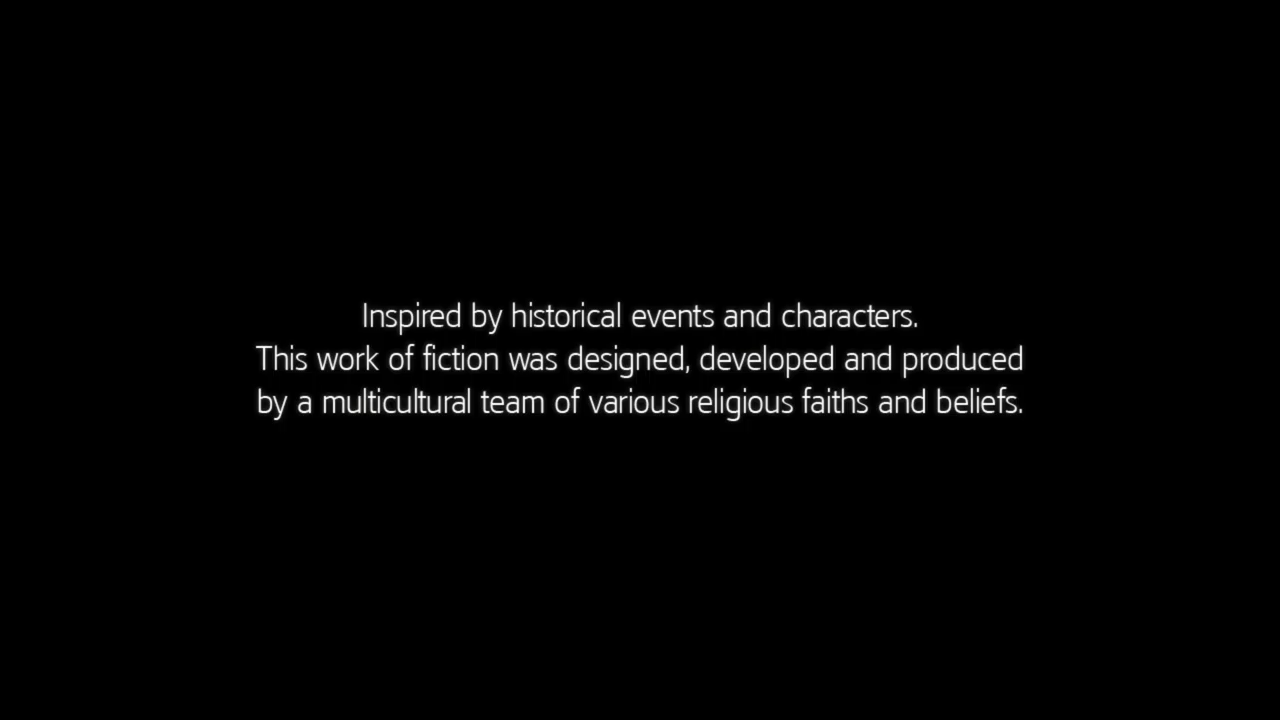 Inspired by historical events and characters.
This work of fiction was designed, developed and produced
by a multicultural team of various religious faiths and beliefs.